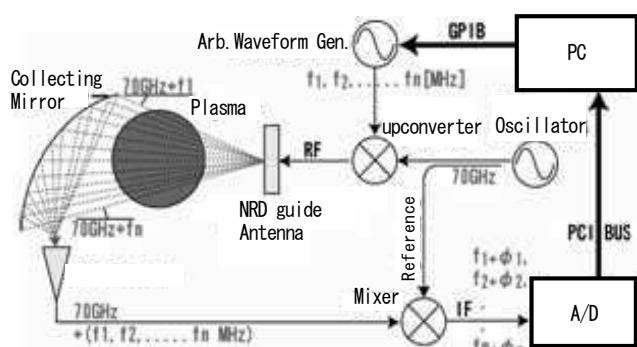 Arb.Waveform Gen.
GPIB
PC
Collecting
Mirror
70GHz+f1
Plasma
f1, f2,......, fn[MHz]
upconverter
Oscillator
RF
70GHz
NRD guide
Antenna
70GHz+fn
Reference
PCI BUS
f1+Φ1,
f2+Φ2,
Mixer
IF
A/D
70GHz
+(f1, f2,...... fn MHz)